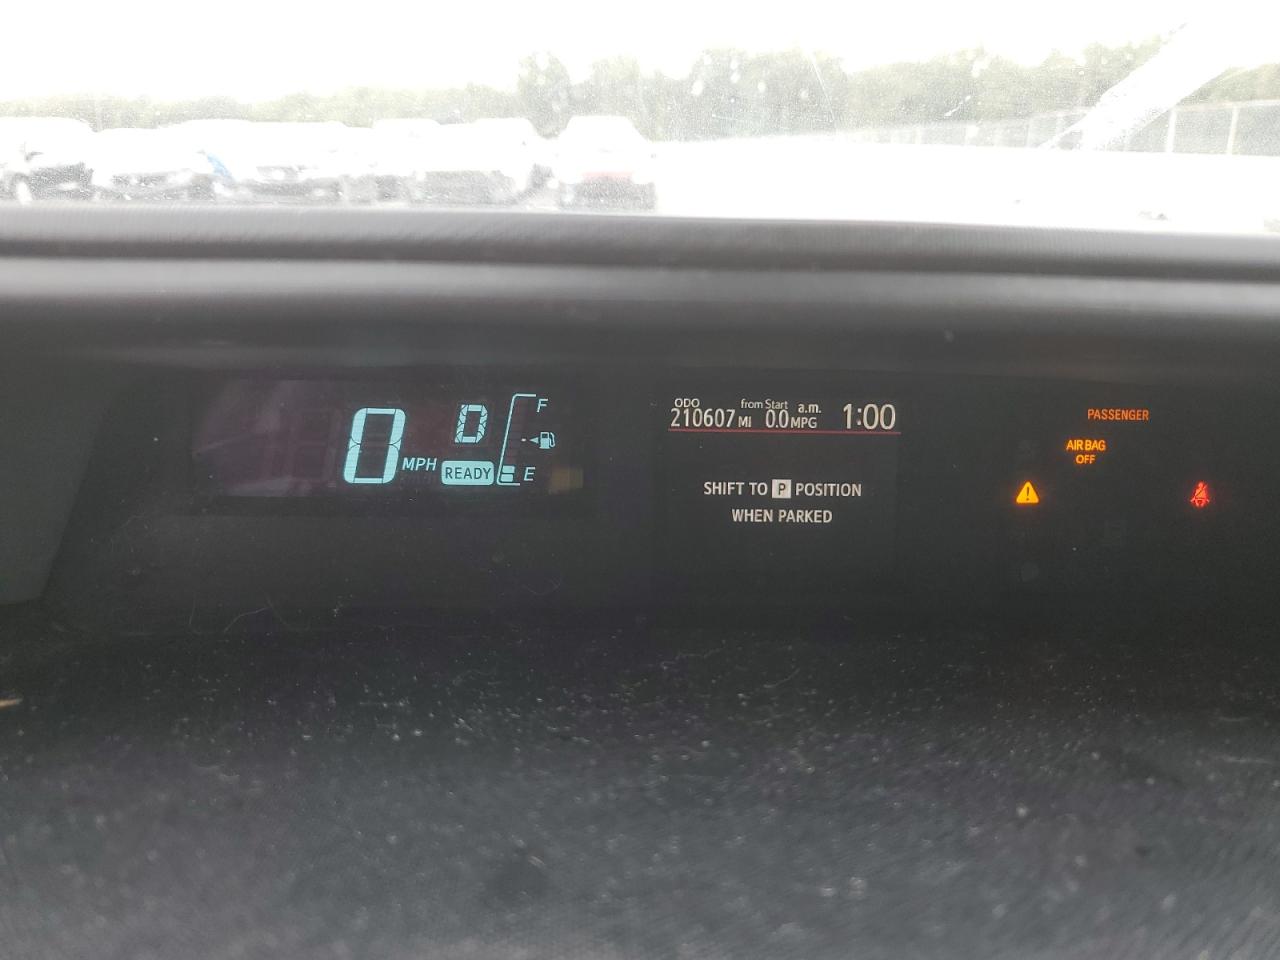 0 MPH
D
READY
F
E
ODO
210607 MI
from Start
0.0 MPG
a.m.
1:00
SHIFT TO P POSITION
WHEN PARKED
PASSENGER
AIR BAG
OFF